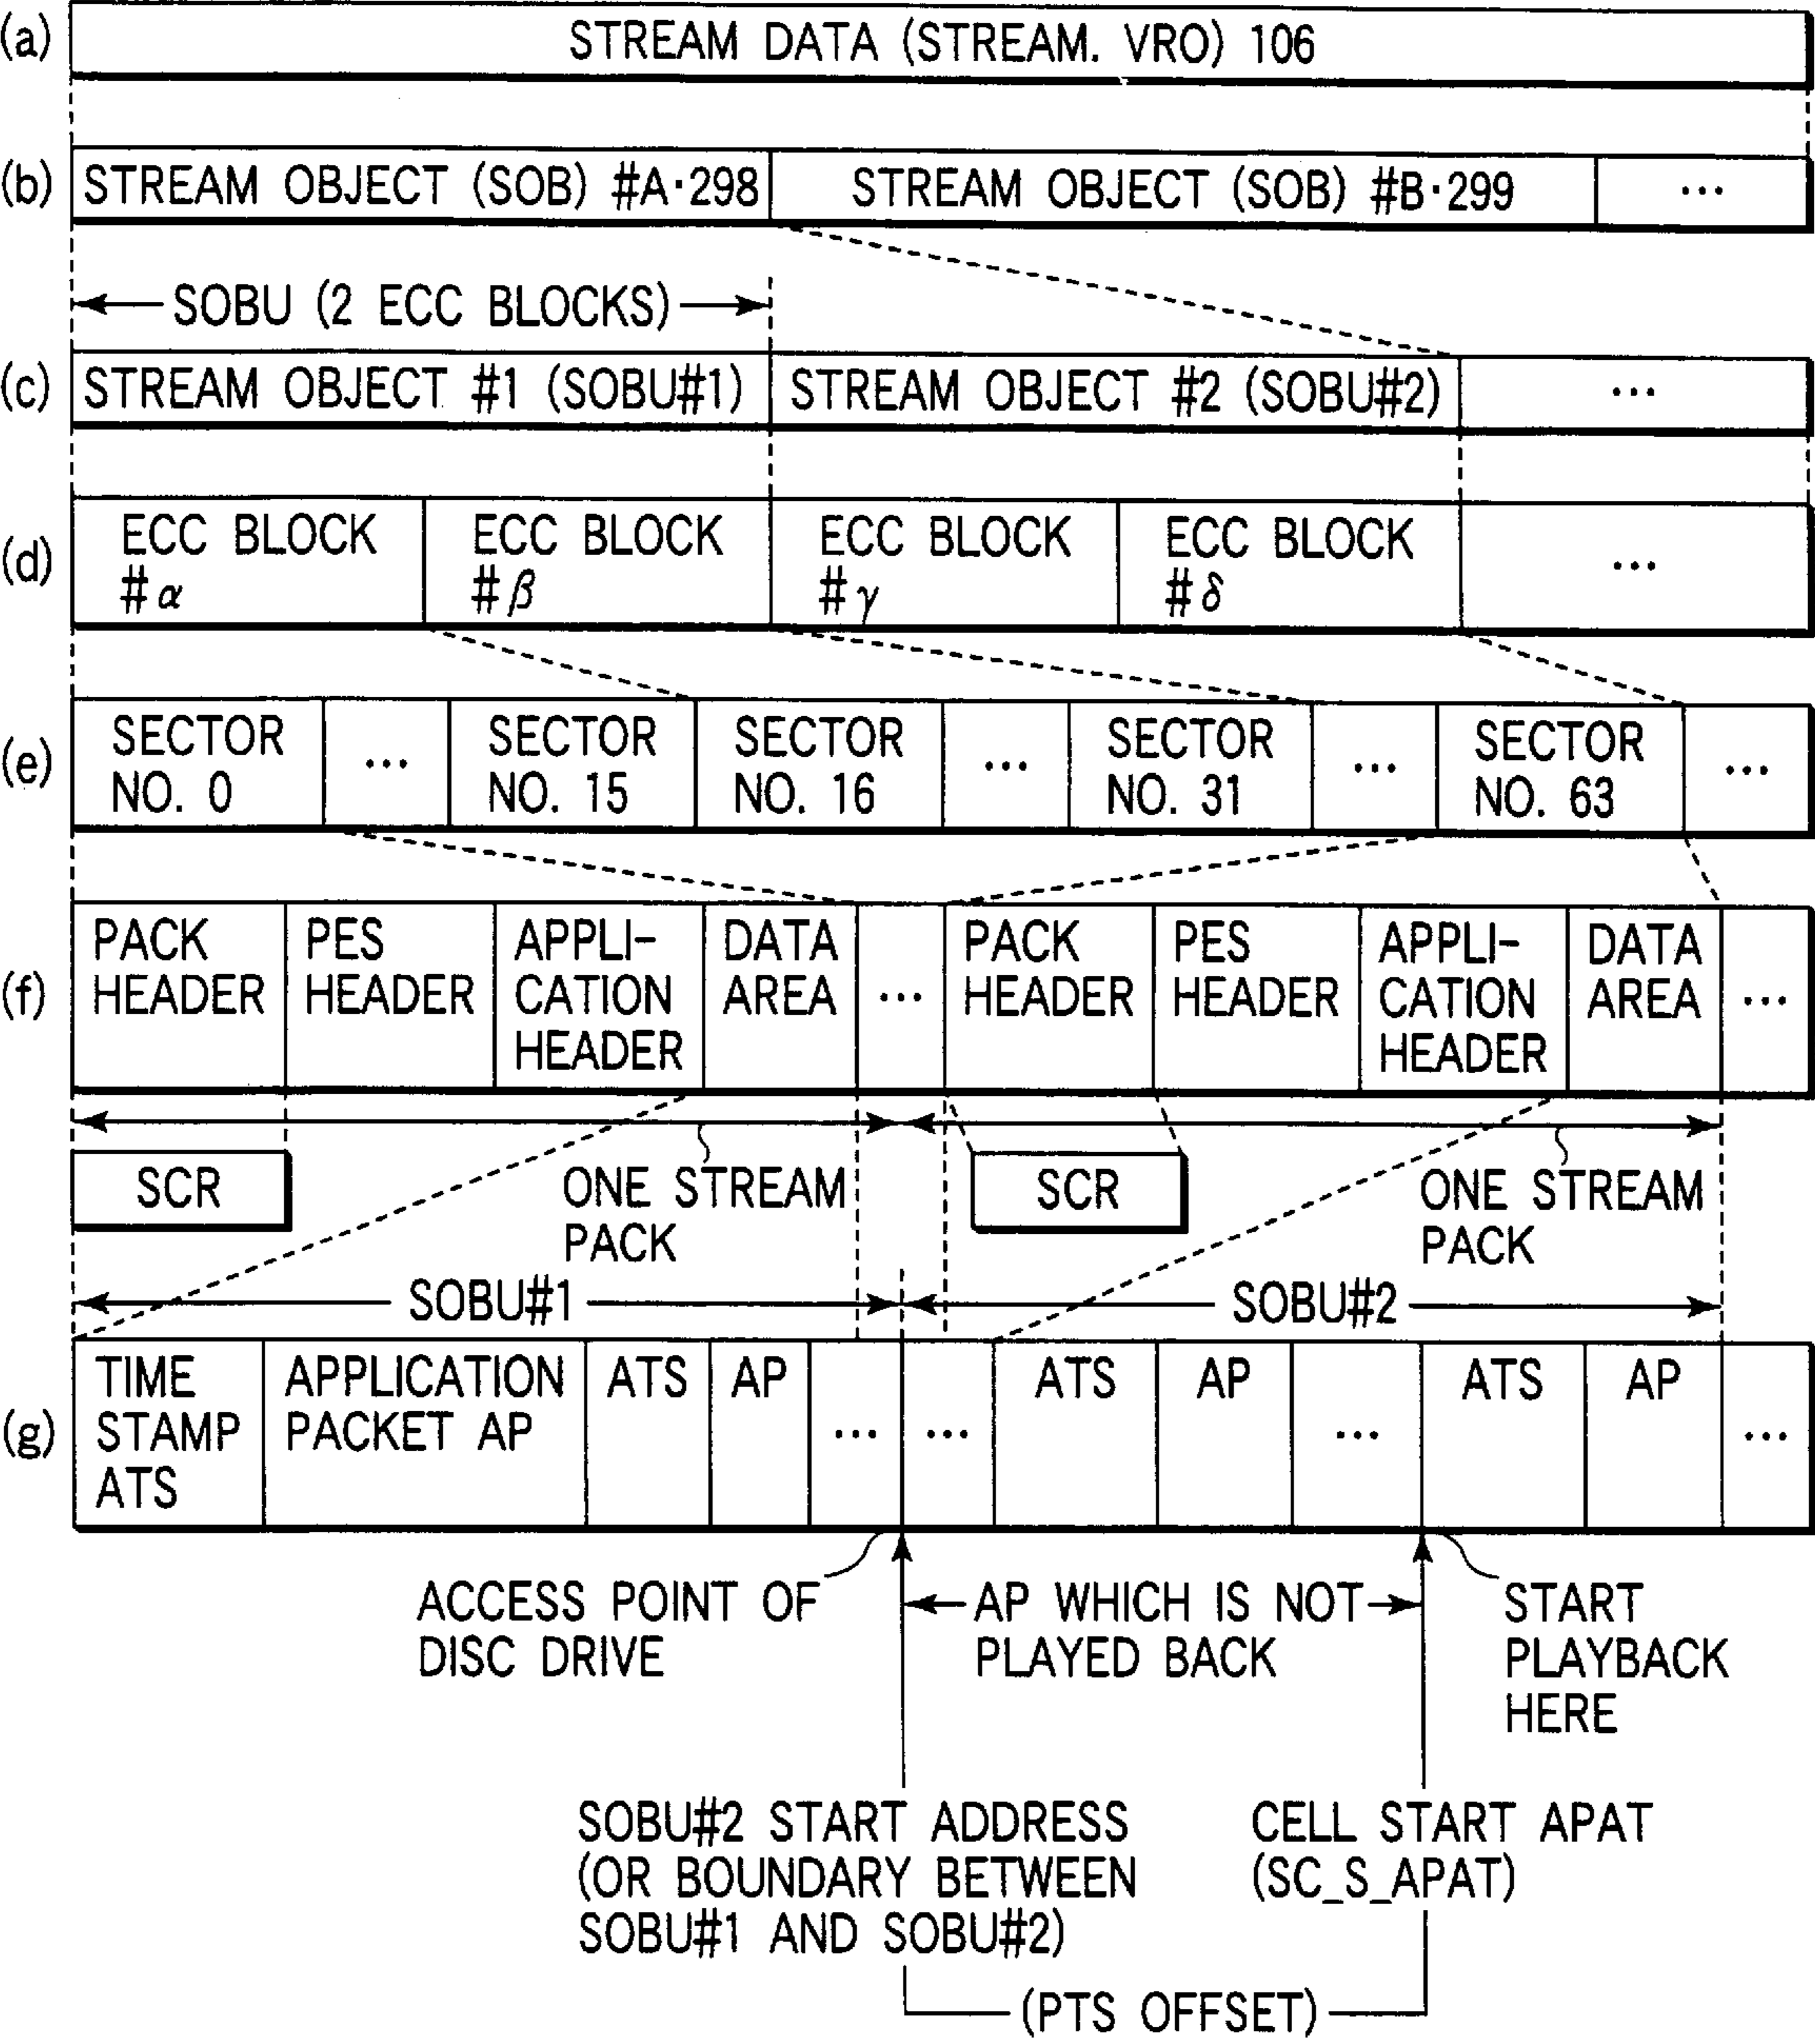 (a) STREAM DATA (STREAM. VRO) 106
(b) STREAM OBJECT (SOB) #A·298 STREAM OBJECT (SOB) #B·299 ...
SOBU (2 ECC BLOCKS)
(c) STREAM OBJECT #1 (SOBU#1) STREAM OBJECT #2 (SOBU#2) ...
(d) ECC BLOCK #α ECC BLOCK #β ECC BLOCK #γ ECC BLOCK #δ ...
(e) SECTOR NO. 0 ... SECTOR NO. 15 SECTOR NO. 16 ... SECTOR NO. 31 ... SECTOR NO. 63 ...
(f) PACK HEADER PES HEADER APPLI-CATION HEADER DATA AREA ... PACK HEADER PES HEADER APPLI-CATION HEADER DATA AREA ...
SCR ONE STREAM PACK SCR ONE STREAM PACK
SOBU#1 SOBU#2
(g) TIME STAMP ATS APPLICATION PACKET AP ATS AP ... ... ATS AP ... ATS AP ...
ACCESS POINT OF
DISC DRIVE
AP WHICH IS NOT
PLAYED BACK
START
PLAYBACK
HERE
SOBU#2 START ADDRESS
(OR BOUNDARY BETWEEN
SOBU#1 AND SOBU#2)
CELL START APAT
(SC_S_APAT)
(PTS OFFSET)